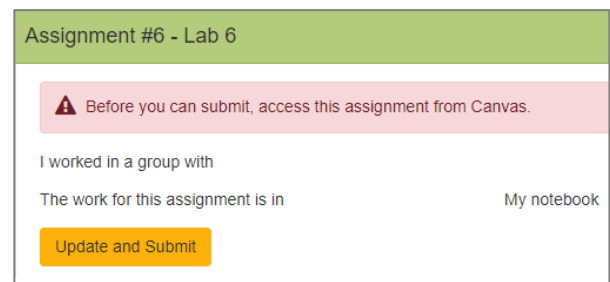 Assignment #6 - Lab 6
Before you can submit, access this assignment from Canvas.
I worked in a group with
The work for this assignment is in My notebook
Update and Submit